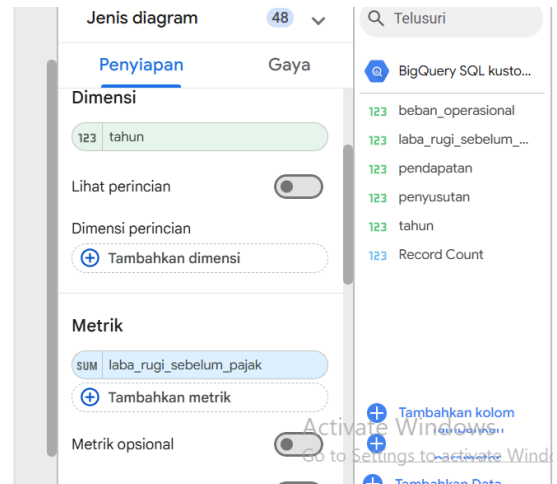 Jenis diagram 48
Penyiapan Gaya
Dimensi
123 tahun
Lihat perincian
Dimensi perincian
Tambahkan dimensi
Metrik
SUM laba_rugi_sebelum_pajak
Tambahkan metrik
Metrik opsional
Telusuri
BigQuery SQL kusto...
123 beban_operasional
123 laba_rugi_sebelum_...
123 pendapatan
123 penyusutan
123 tahun
123 Record Count
Tambahkan kolom
Tambahkan Data
Activate Windows
Go to Settings to activate Windo